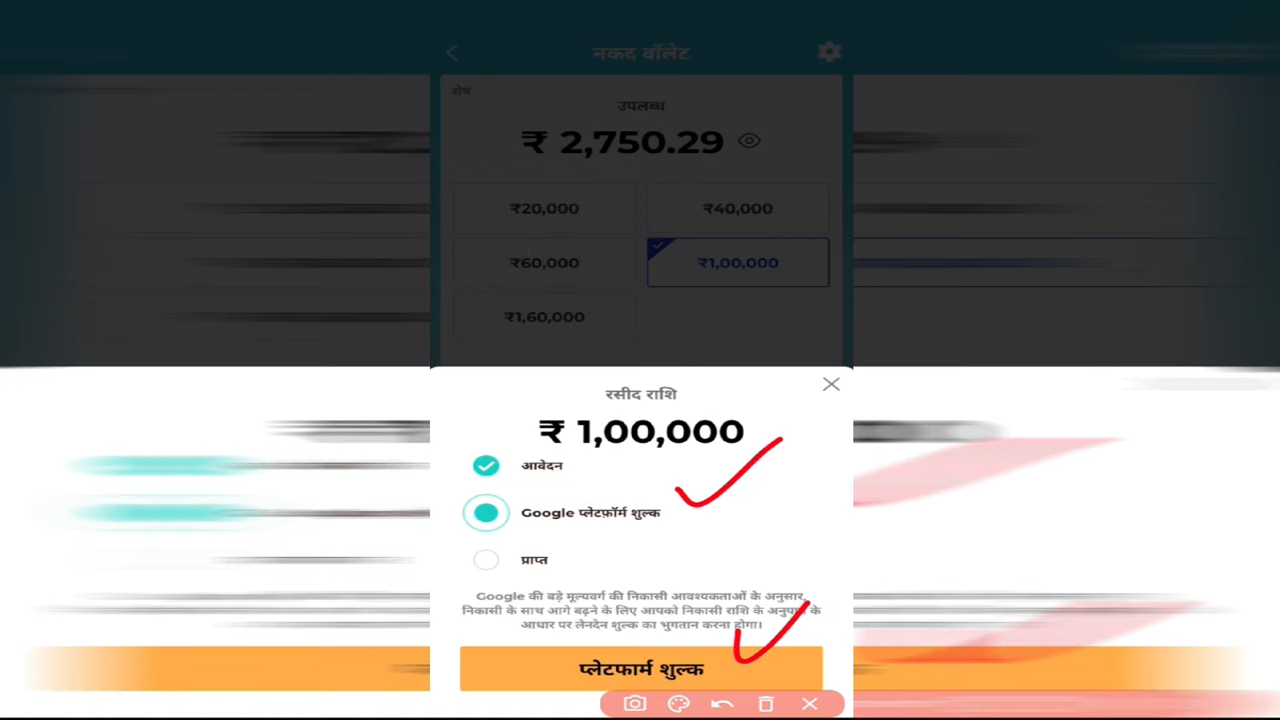 नकद वॉलेट
शेष
उपलब्ध
₹ 2,750.29
₹20,000
₹40,000
₹60,000
₹1,00,000
₹1,60,000
रसीद राशि
₹ 1,00,000
आवेदन
Google प्लेटफ़ॉर्म शुल्क
प्राप्त
Google की बड़े मूल्यवर्ग की निकासी आवश्यकताओं के अनुसार,
निकासी के साथ आगे बढ़ने के लिए आपको निकासी राशि के अनुपात के
आधार पर लेनदेन शुल्क का भुगतान करना होगा।
प्लेटफार्म शुल्क